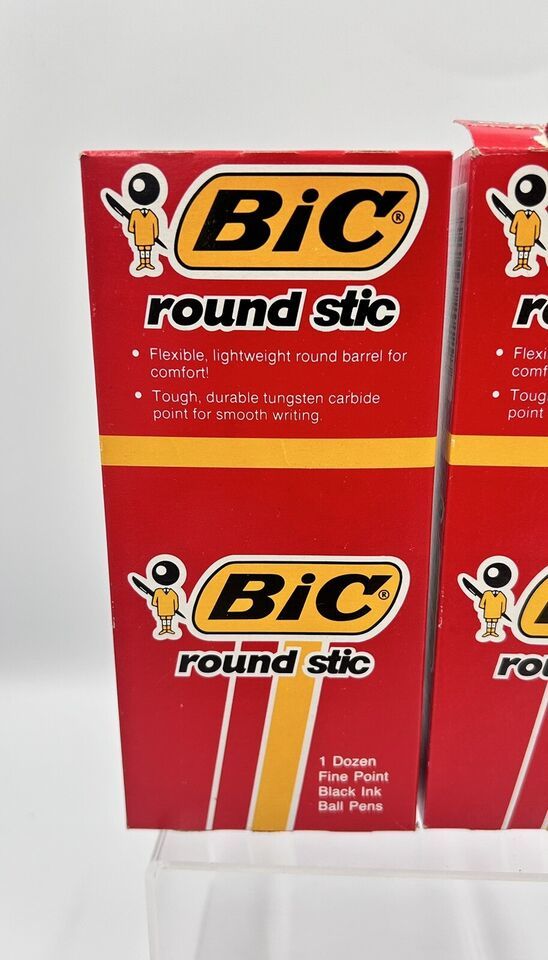 BiC®
round stic
• Flexible, lightweight round barrel for
comfort!
• Tough, durable tungsten carbide
point for smooth writing.
BiC®
round stic
1 Dozen
Fine Point
Black Ink
Ball Pens